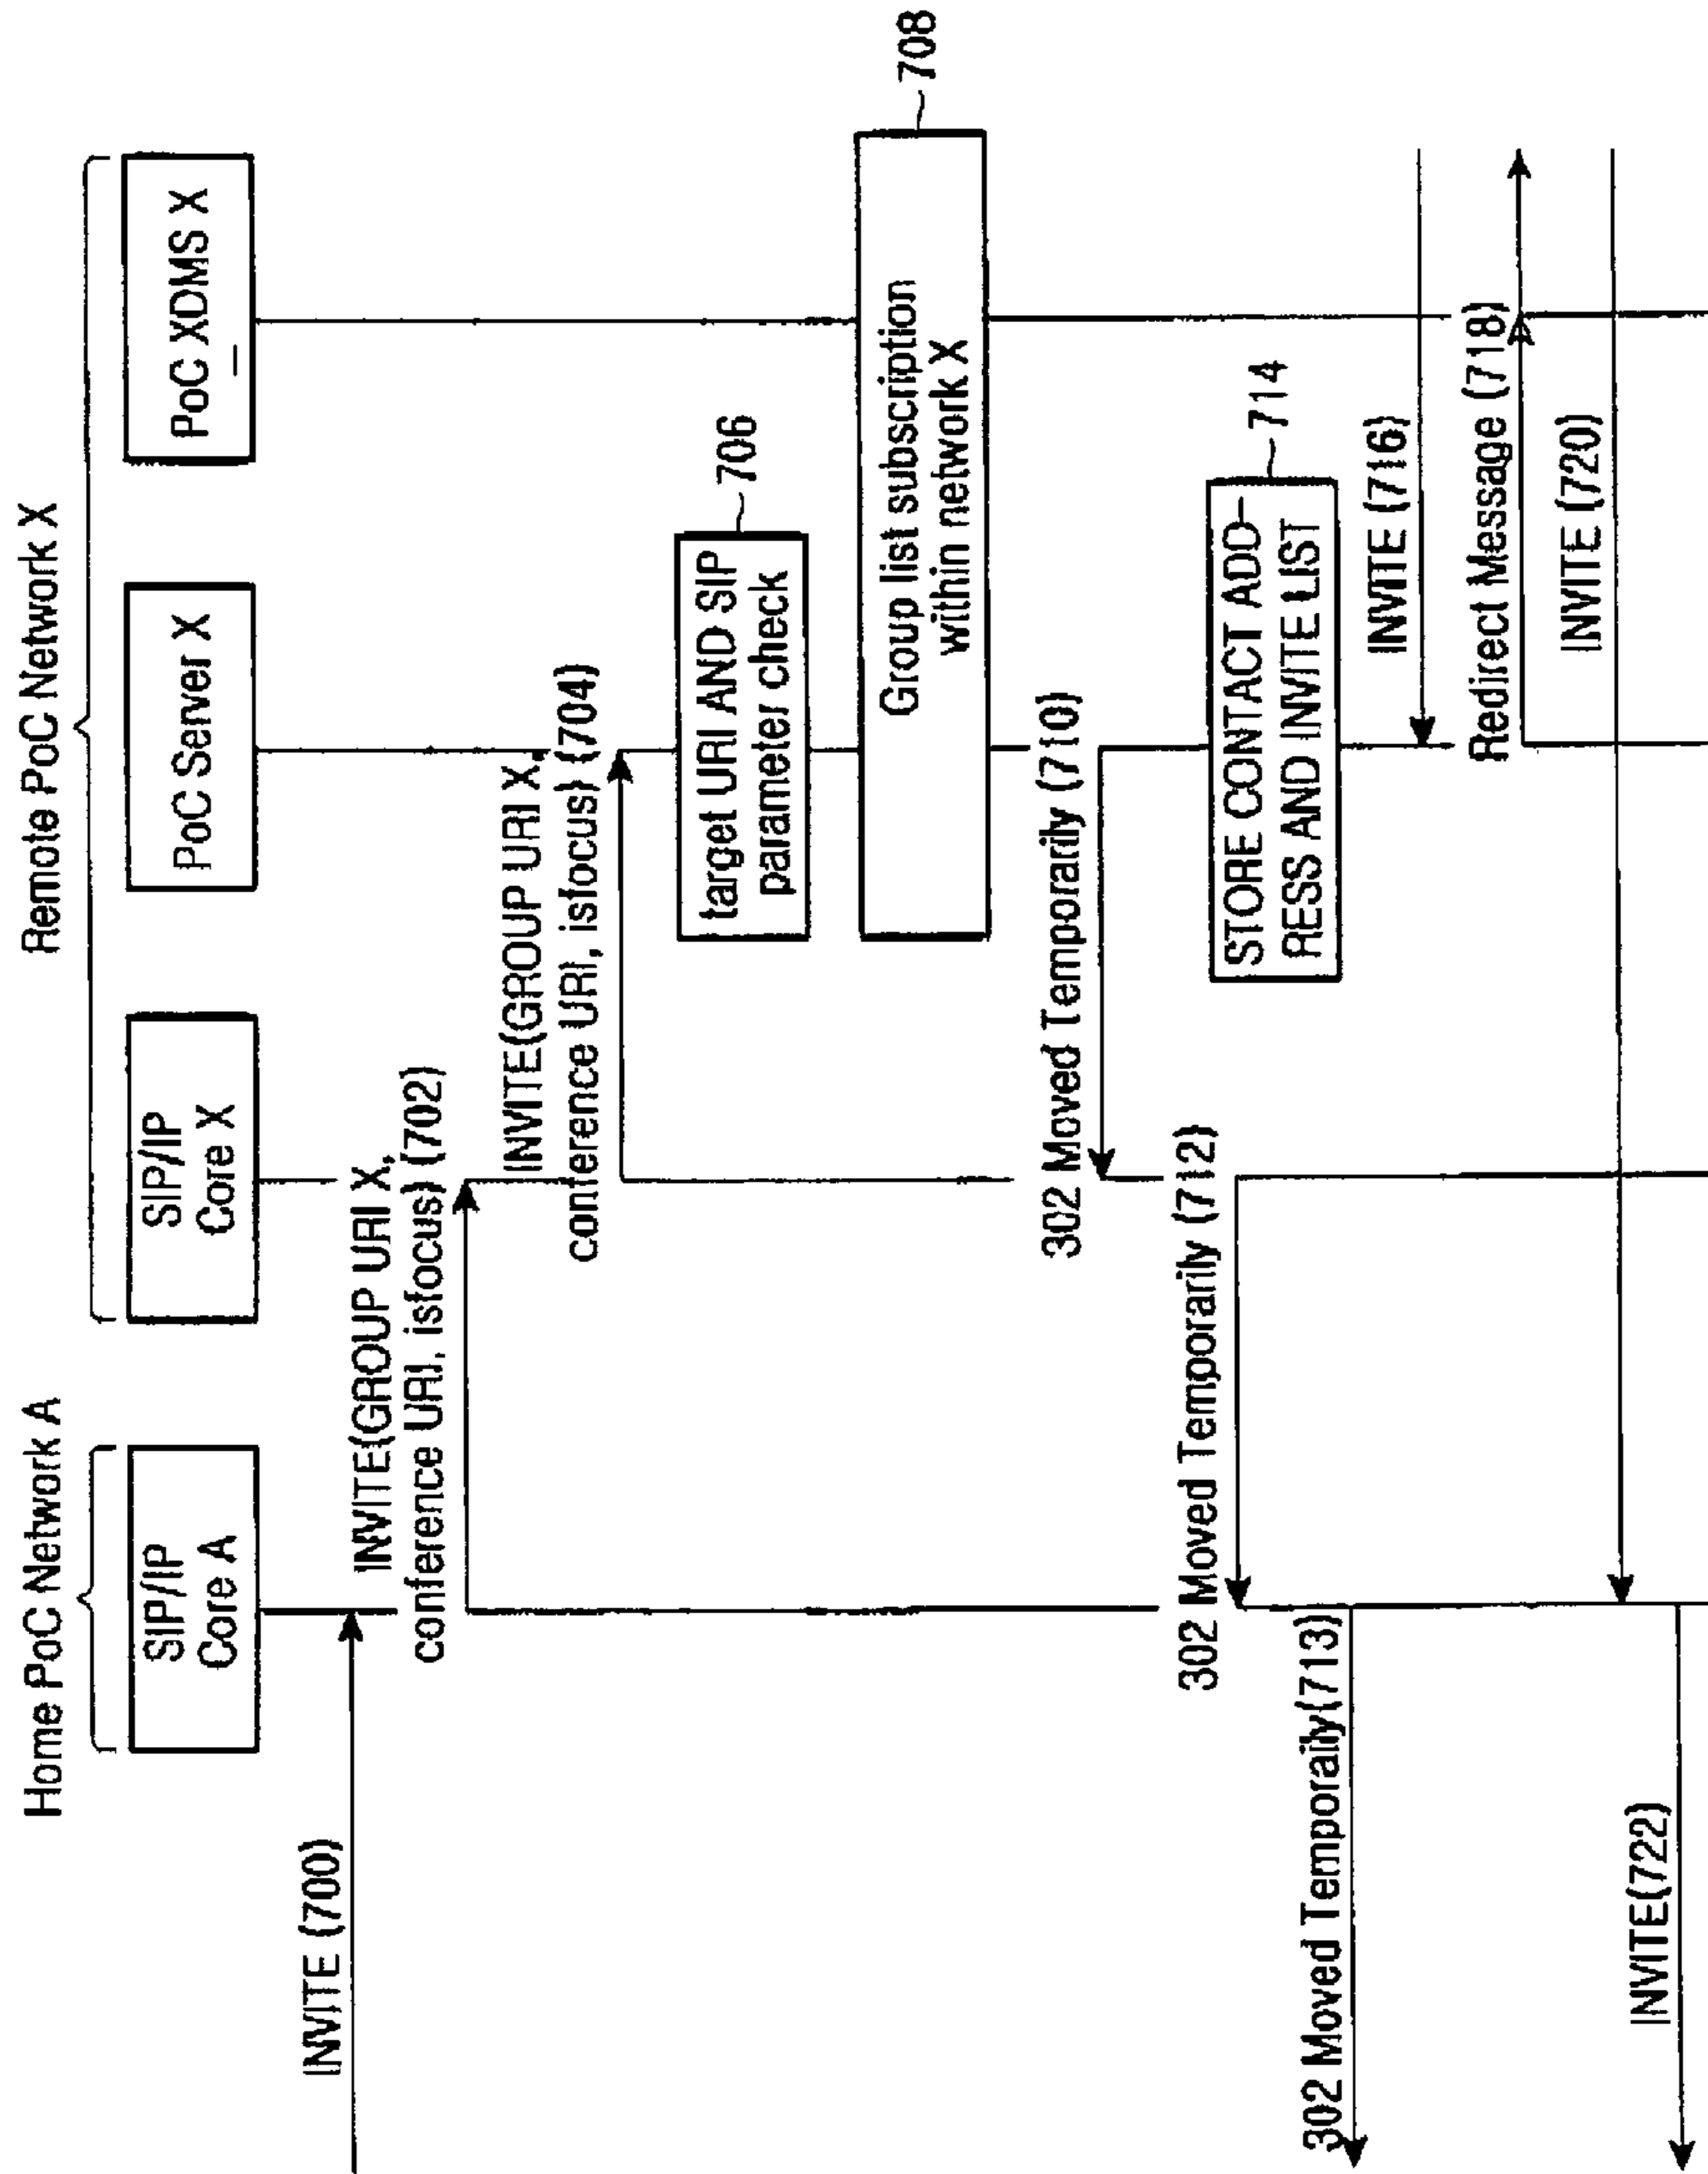 Home PoC Network A
Remote PoC Network X
SIP/IP
Core A
SIP/IP
Core X
PoC Server X
PoC XDMS X
INVITE (700)
INVITE(GROUP URI X,
conference URI, isfocus) (702)
INVITE(GROUP URI X,
conference URI, isfocus) (704)
target URI AND SIP
parameter check
706
Group list subscription
within network X
708
302 Moved Temporarily (710)
302 Moved Temporarily (712)
302 Moved Temporaily(713)
STORE CONTACT ADD-
RESS AND INVITE LIST
714
INVITE (716)
Redirect Message (718)
INVITE (720)
INVITE(722)